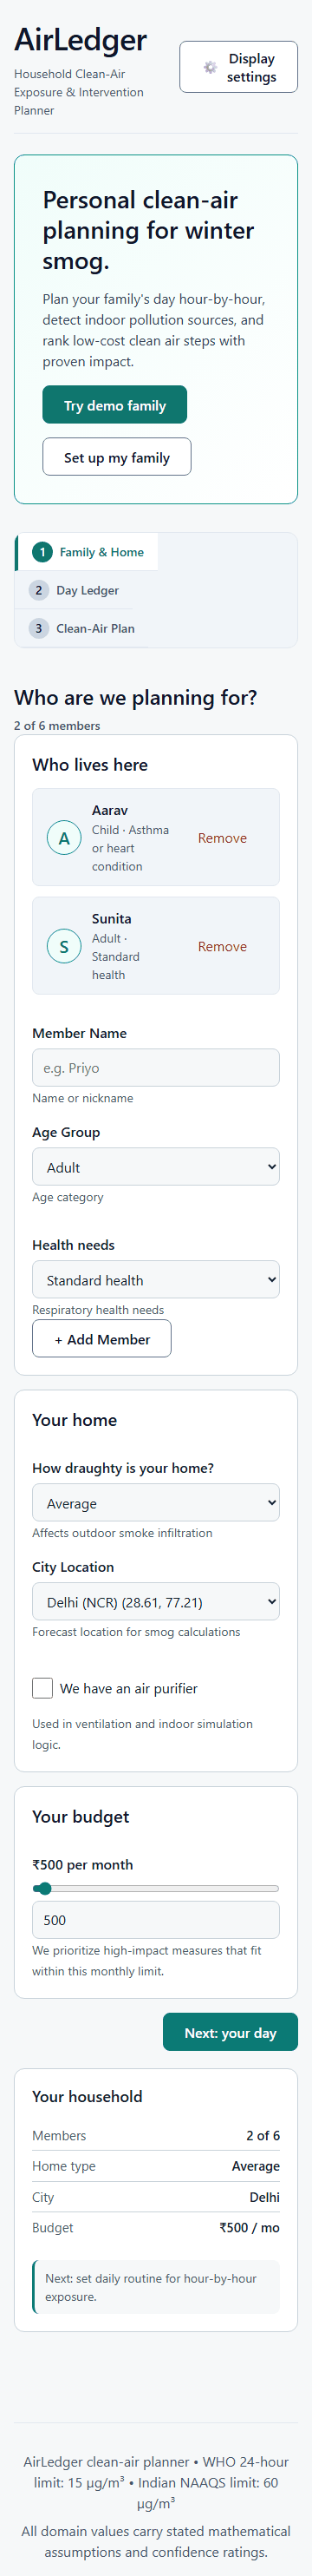 AirLedger
Household Clean-Air
Exposure & Intervention
Planner
Display
settings
Personal clean-air
planning for winter
smog.
Plan your family's day hour-by-hour,
detect indoor pollution sources, and
rank low-cost clean air steps with
proven impact.
Try demo family
Set up my family
1 Family & Home
2 Day Ledger
3 Clean-Air Plan
Who are we planning for?
2 of 6 members
Who lives here
A
Aarav
Child · Asthma
or heart
condition
Remove
S
Sunita
Adult ·
Standard
health
Remove
Member Name
e.g. Priyo
Name or nickname
Age Group
Adult
Age category
Health needs
Standard health
Respiratory health needs
+ Add Member
Your home
How draughty is your home?
Average
Affects outdoor smoke infiltration
City Location
Delhi (NCR) (28.61, 77.21)
Forecast location for smog calculations
We have an air purifier
Used in ventilation and indoor simulation
logic.
Your budget
₹500 per month
500
We prioritize high-impact measures that fit
within this monthly limit.
Next: your day
Your household
Members 2 of 6
Home type Average
City Delhi
Budget ₹500 / mo
Next: set daily routine for hour-by-hour
exposure.
AirLedger clean-air planner • WHO 24-hour
limit: 15 µg/m³ • Indian NAAQS limit: 60
µg/m³
All domain values carry stated mathematical
assumptions and confidence ratings.